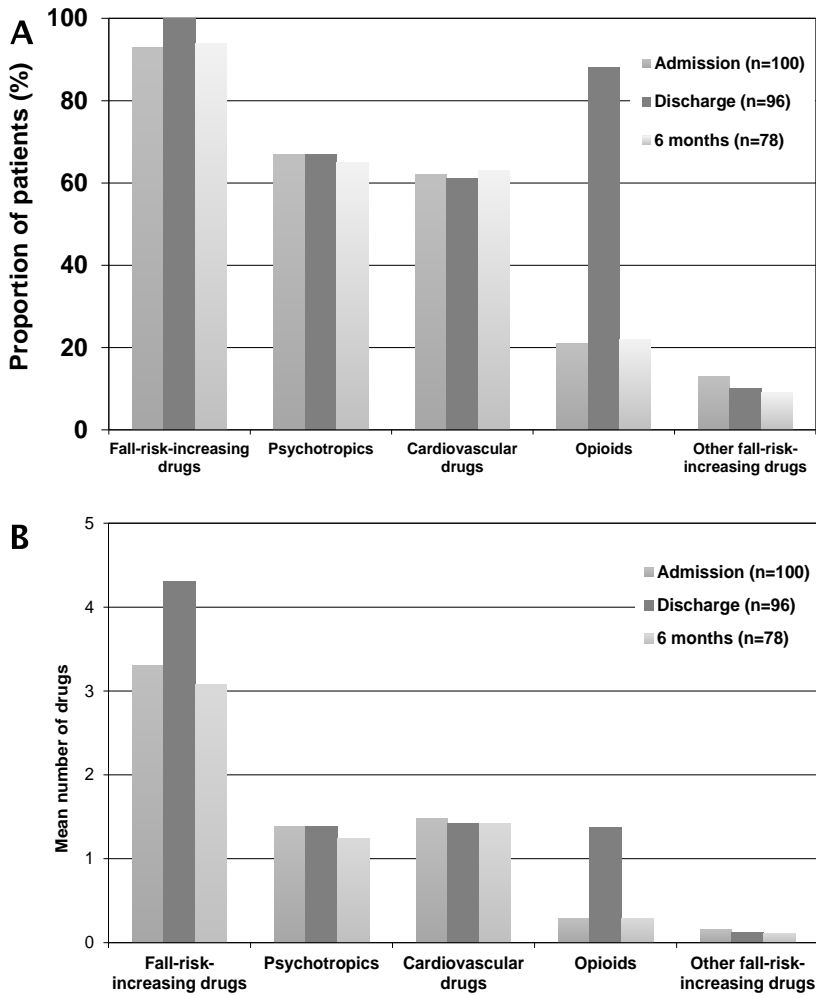 A
Proportion of patients (%)
100
80
60
40
20
0
Admission (n=100)
Discharge (n=96)
6 months (n=78)
Fall-risk-increasing
drugs
Psychotropics
Cardiovascular
drugs
Opioids
Other fall-risk-
increasing drugs
B
Mean number of drugs
5
4
3
2
1
0
Admission (n=100)
Discharge (n=96)
6 months (n=78)
Fall-risk-
increasing drugs
Psychotropics
Cardiovascular
drugs
Opioids
Other fall-risk-
increasing drugs